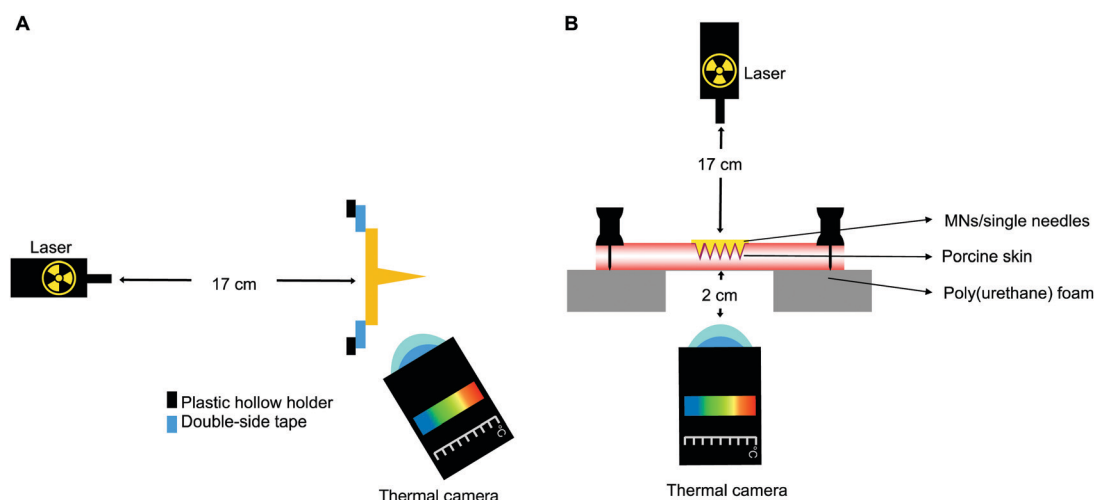 A
Laser
17 cm
Plastic hollow holder
Double-side tape
°C
Thermal camera
B
Laser
17 cm
MNs/single needles
Porcine skin
Poly(urethane) foam
2 cm
°C
Thermal camera